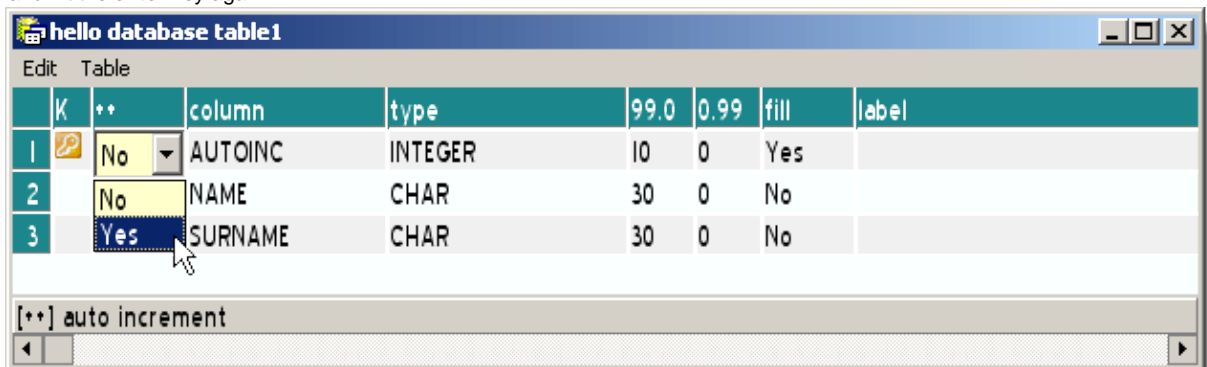 hello database table1
Edit Table
K ++ column type 99.0 0.99 fill label
1 No AUTOINC INTEGER 10 0 Yes
2 No NAME CHAR 30 0 No
3 Yes SURNAME CHAR 30 0 No
[++] auto increment